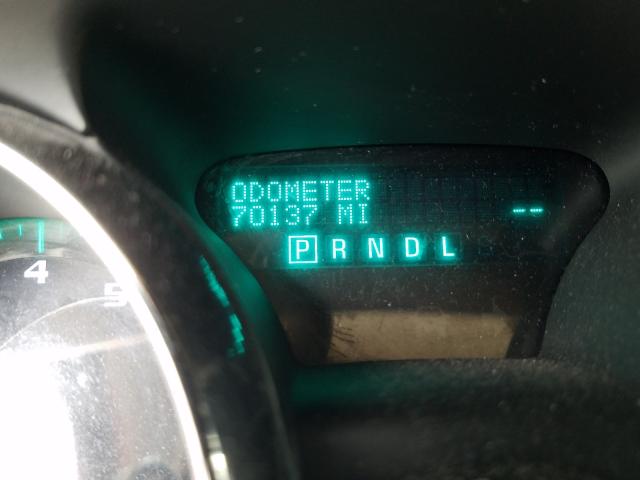 ODOMETER
70137 MI --
P R N D L
4
5